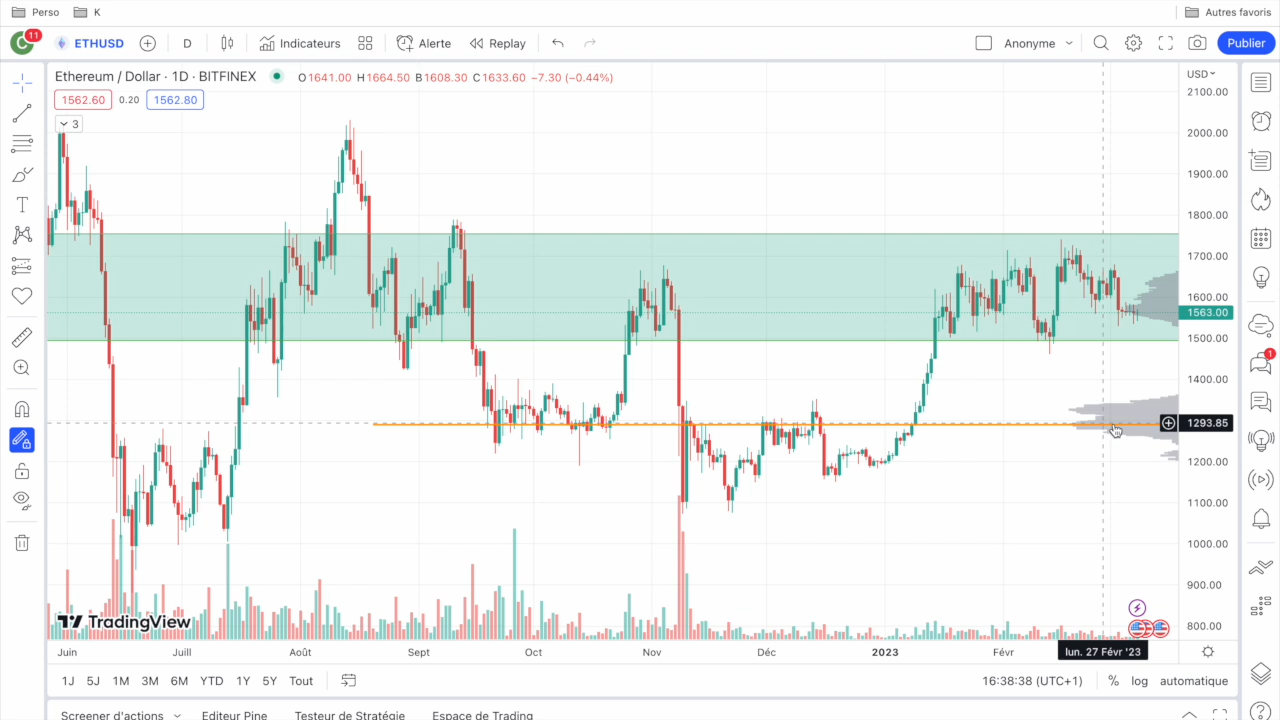 Perso K Autres favoris
11 ETHUSD D Indicateurs Alerte Replay Anonyme Publier
Ethereum / Dollar · 1D · BITFINEX O1641.00 H1664.50 B1608.30 C1633.60 −7.30 (−0.44%)
USD
1562.60 0.20 1562.80
3
2100.00
2000.00
1900.00
1800.00
1700.00
1600.00
1563.00
1500.00
1400.00
1293.85
1200.00
1100.00
1000.00
900.00
800.00
1
TradingView
Juin Juill Août Sept Oct Nov Déc 2023 Févr lun. 27 Févr '23
1J 5J 1M 3M 6M YTD 1Y 5Y Tout 16:38:38 (UTC+1) % log automatique
Screener d'actions Editeur Pine Testeur de Stratégie Espace de Trading